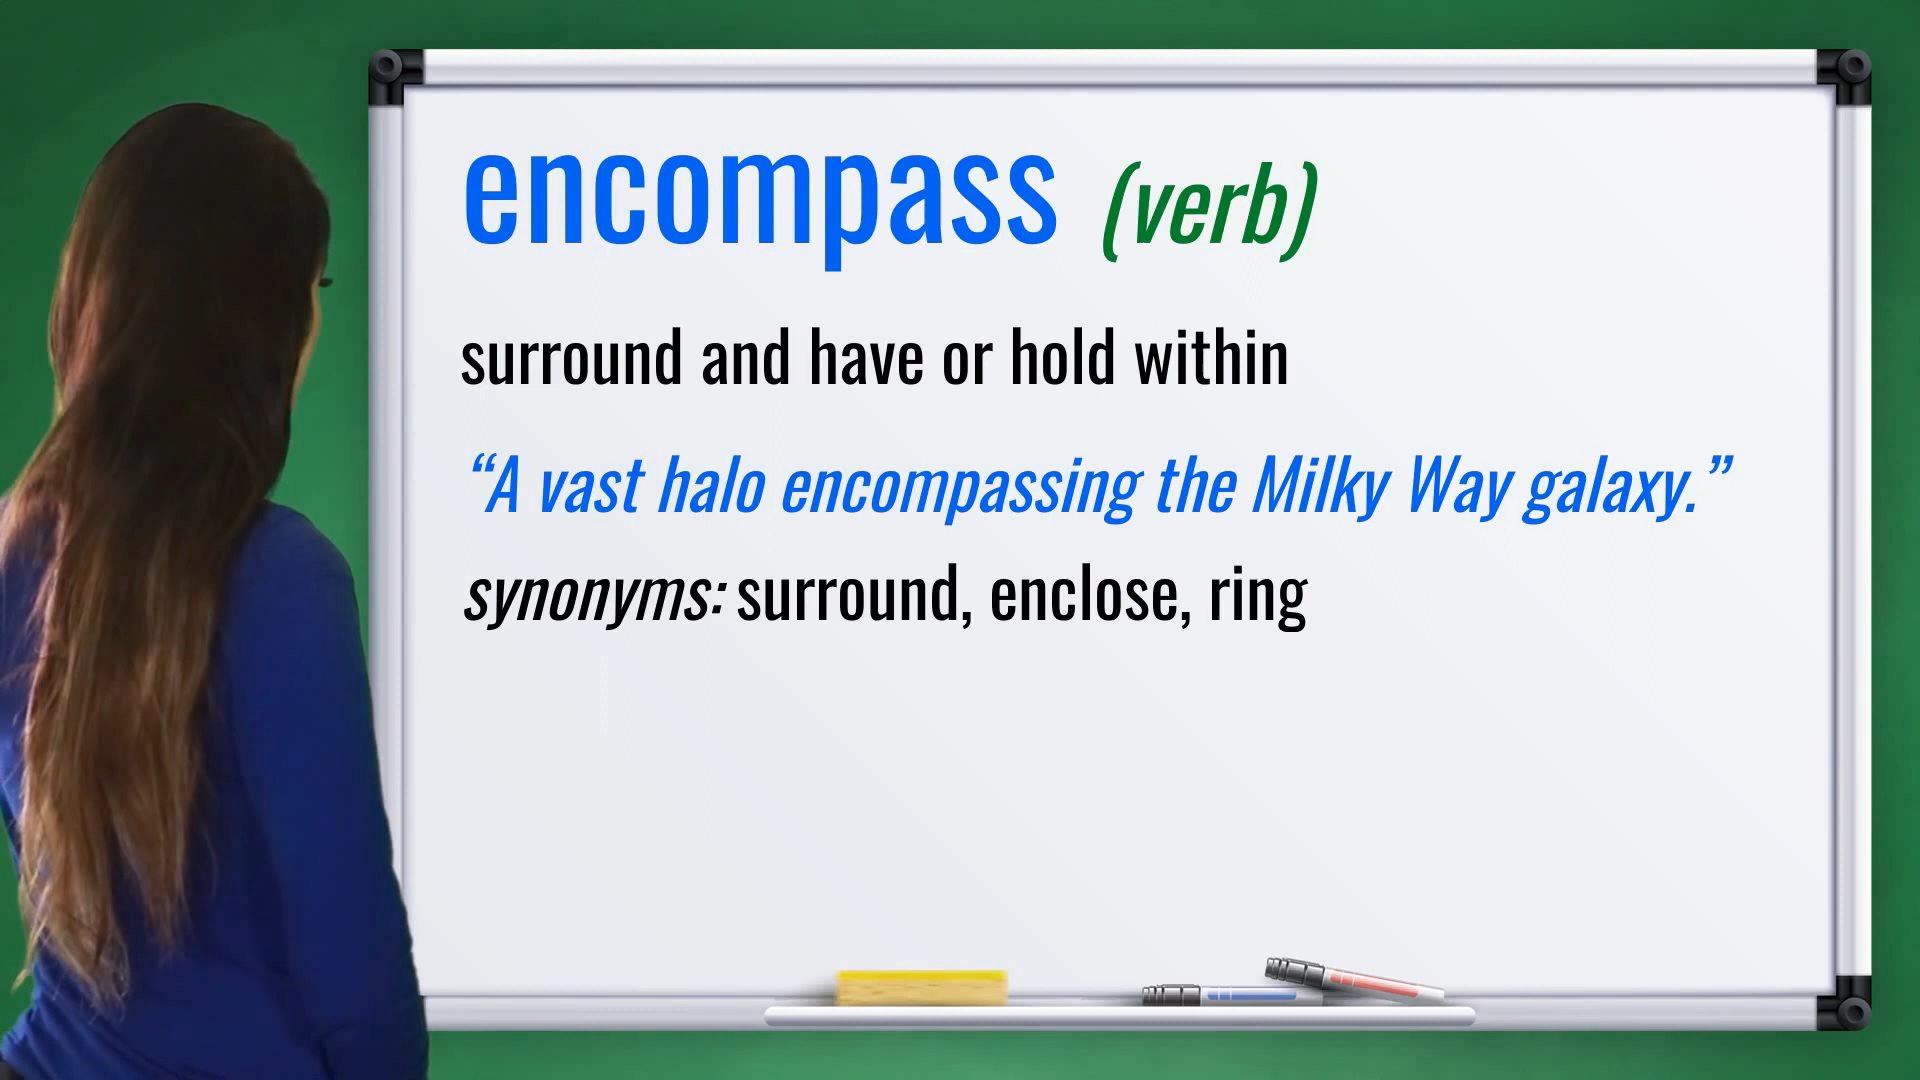 encompass (verb)
surround and have or hold within
“A vast halo encompassing the Milky Way galaxy.”
synonyms: surround, enclose, ring